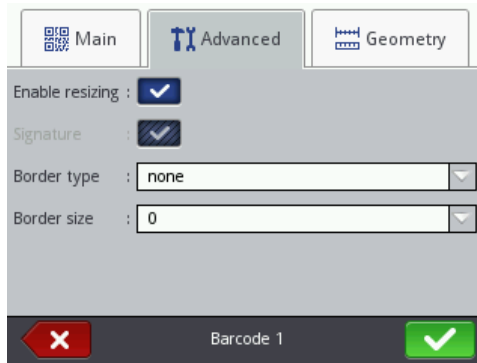 Main Advanced Geometry
Enable resizing :
Signature :
Border type : none
Border size : 0
Barcode 1